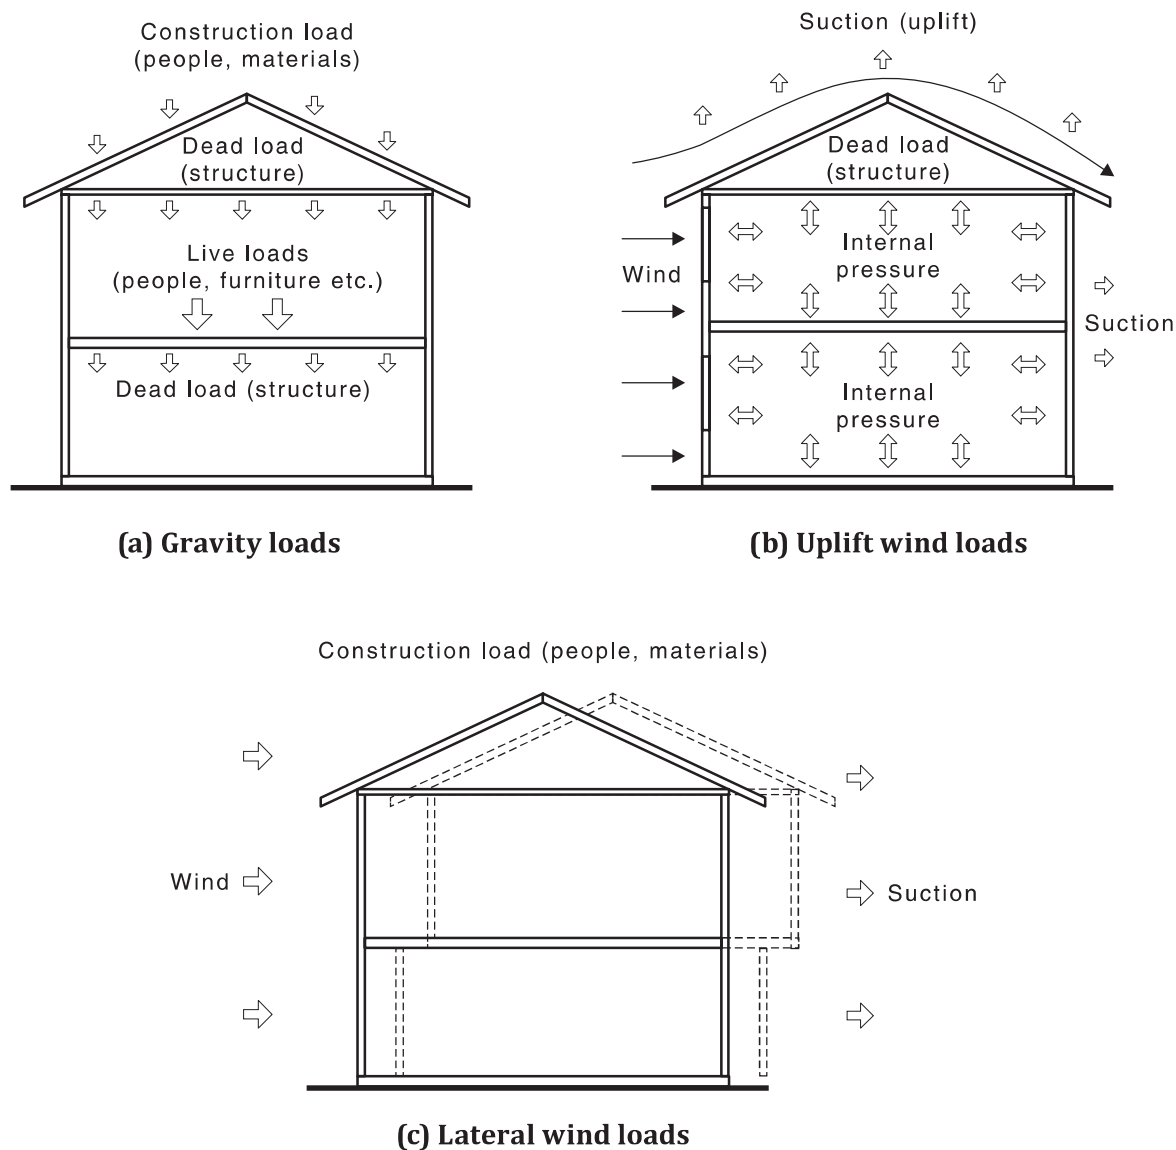 Construction load
(people, materials)
Dead load
(structure)
Live loads
(people, furniture etc.)
Dead load (structure)
(a) Gravity loads
Suction (uplift)
Dead load
(structure)
Wind
Internal
pressure
Suction
Internal
pressure
(b) Uplift wind loads
Construction load (people, materials)
Wind
Suction
(c) Lateral wind loads